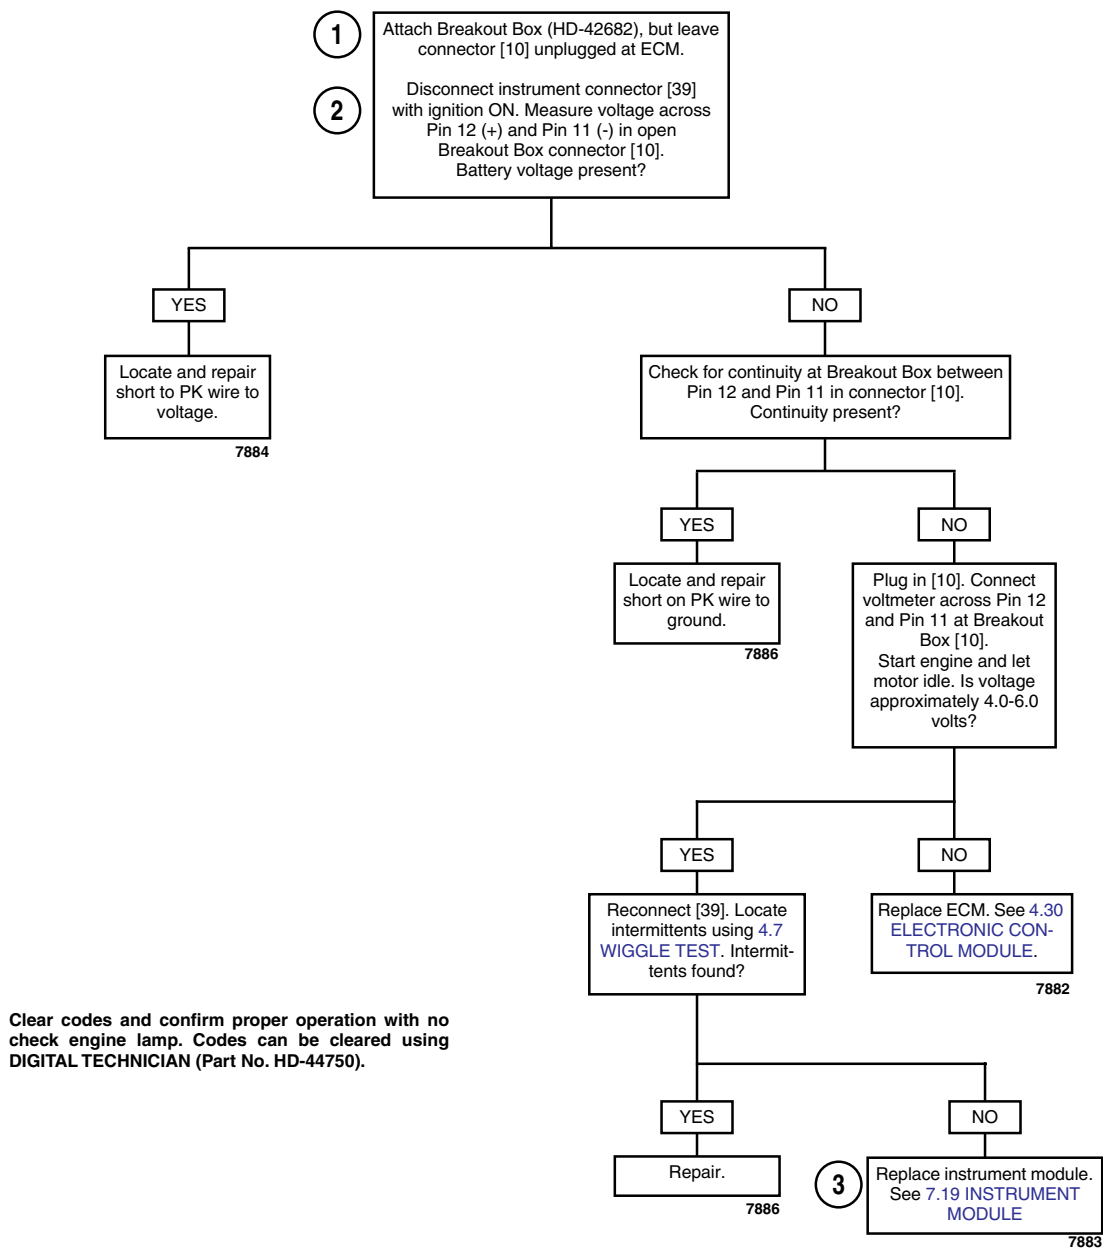 1
Attach Breakout Box (HD-42682), but leave
connector [10] unplugged at ECM.
2
Disconnect instrument connector [39]
with ignition ON. Measure voltage across
Pin 12 (+) and Pin 11 (-) in open
Breakout Box connector [10].
Battery voltage present?
YES
NO
Locate and repair
short to PK wire to
voltage.
7884
Check for continuity at Breakout Box between
Pin 12 and Pin 11 in connector [10].
Continuity present?
YES
NO
Locate and repair
short on PK wire to
ground.
7886
Plug in [10]. Connect
voltmeter across Pin 12
and Pin 11 at Breakout
Box [10].
Start engine and let
motor idle. Is voltage
approximately 4.0-6.0
volts?
YES
NO
Reconnect [39]. Locate
intermittents using 4.7
WIGGLE TEST. Intermit-
tents found?
Replace ECM. See 4.30
ELECTRONIC CON-
TROL MODULE.
7882
Clear codes and confirm proper operation with no
check engine lamp. Codes can be cleared using
DIGITAL TECHNICIAN (Part No. HD-44750).
YES
NO
Repair.
7886
3
Replace instrument module.
See 7.19 INSTRUMENT
MODULE
7883